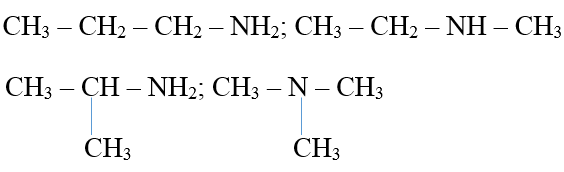 CH₃ – CH₂ – CH₂ – NH₂; CH₃ – CH₂ – NH – CH₃
CH₃ – CH – NH₂; CH₃ – N – CH₃
CH₃ CH₃